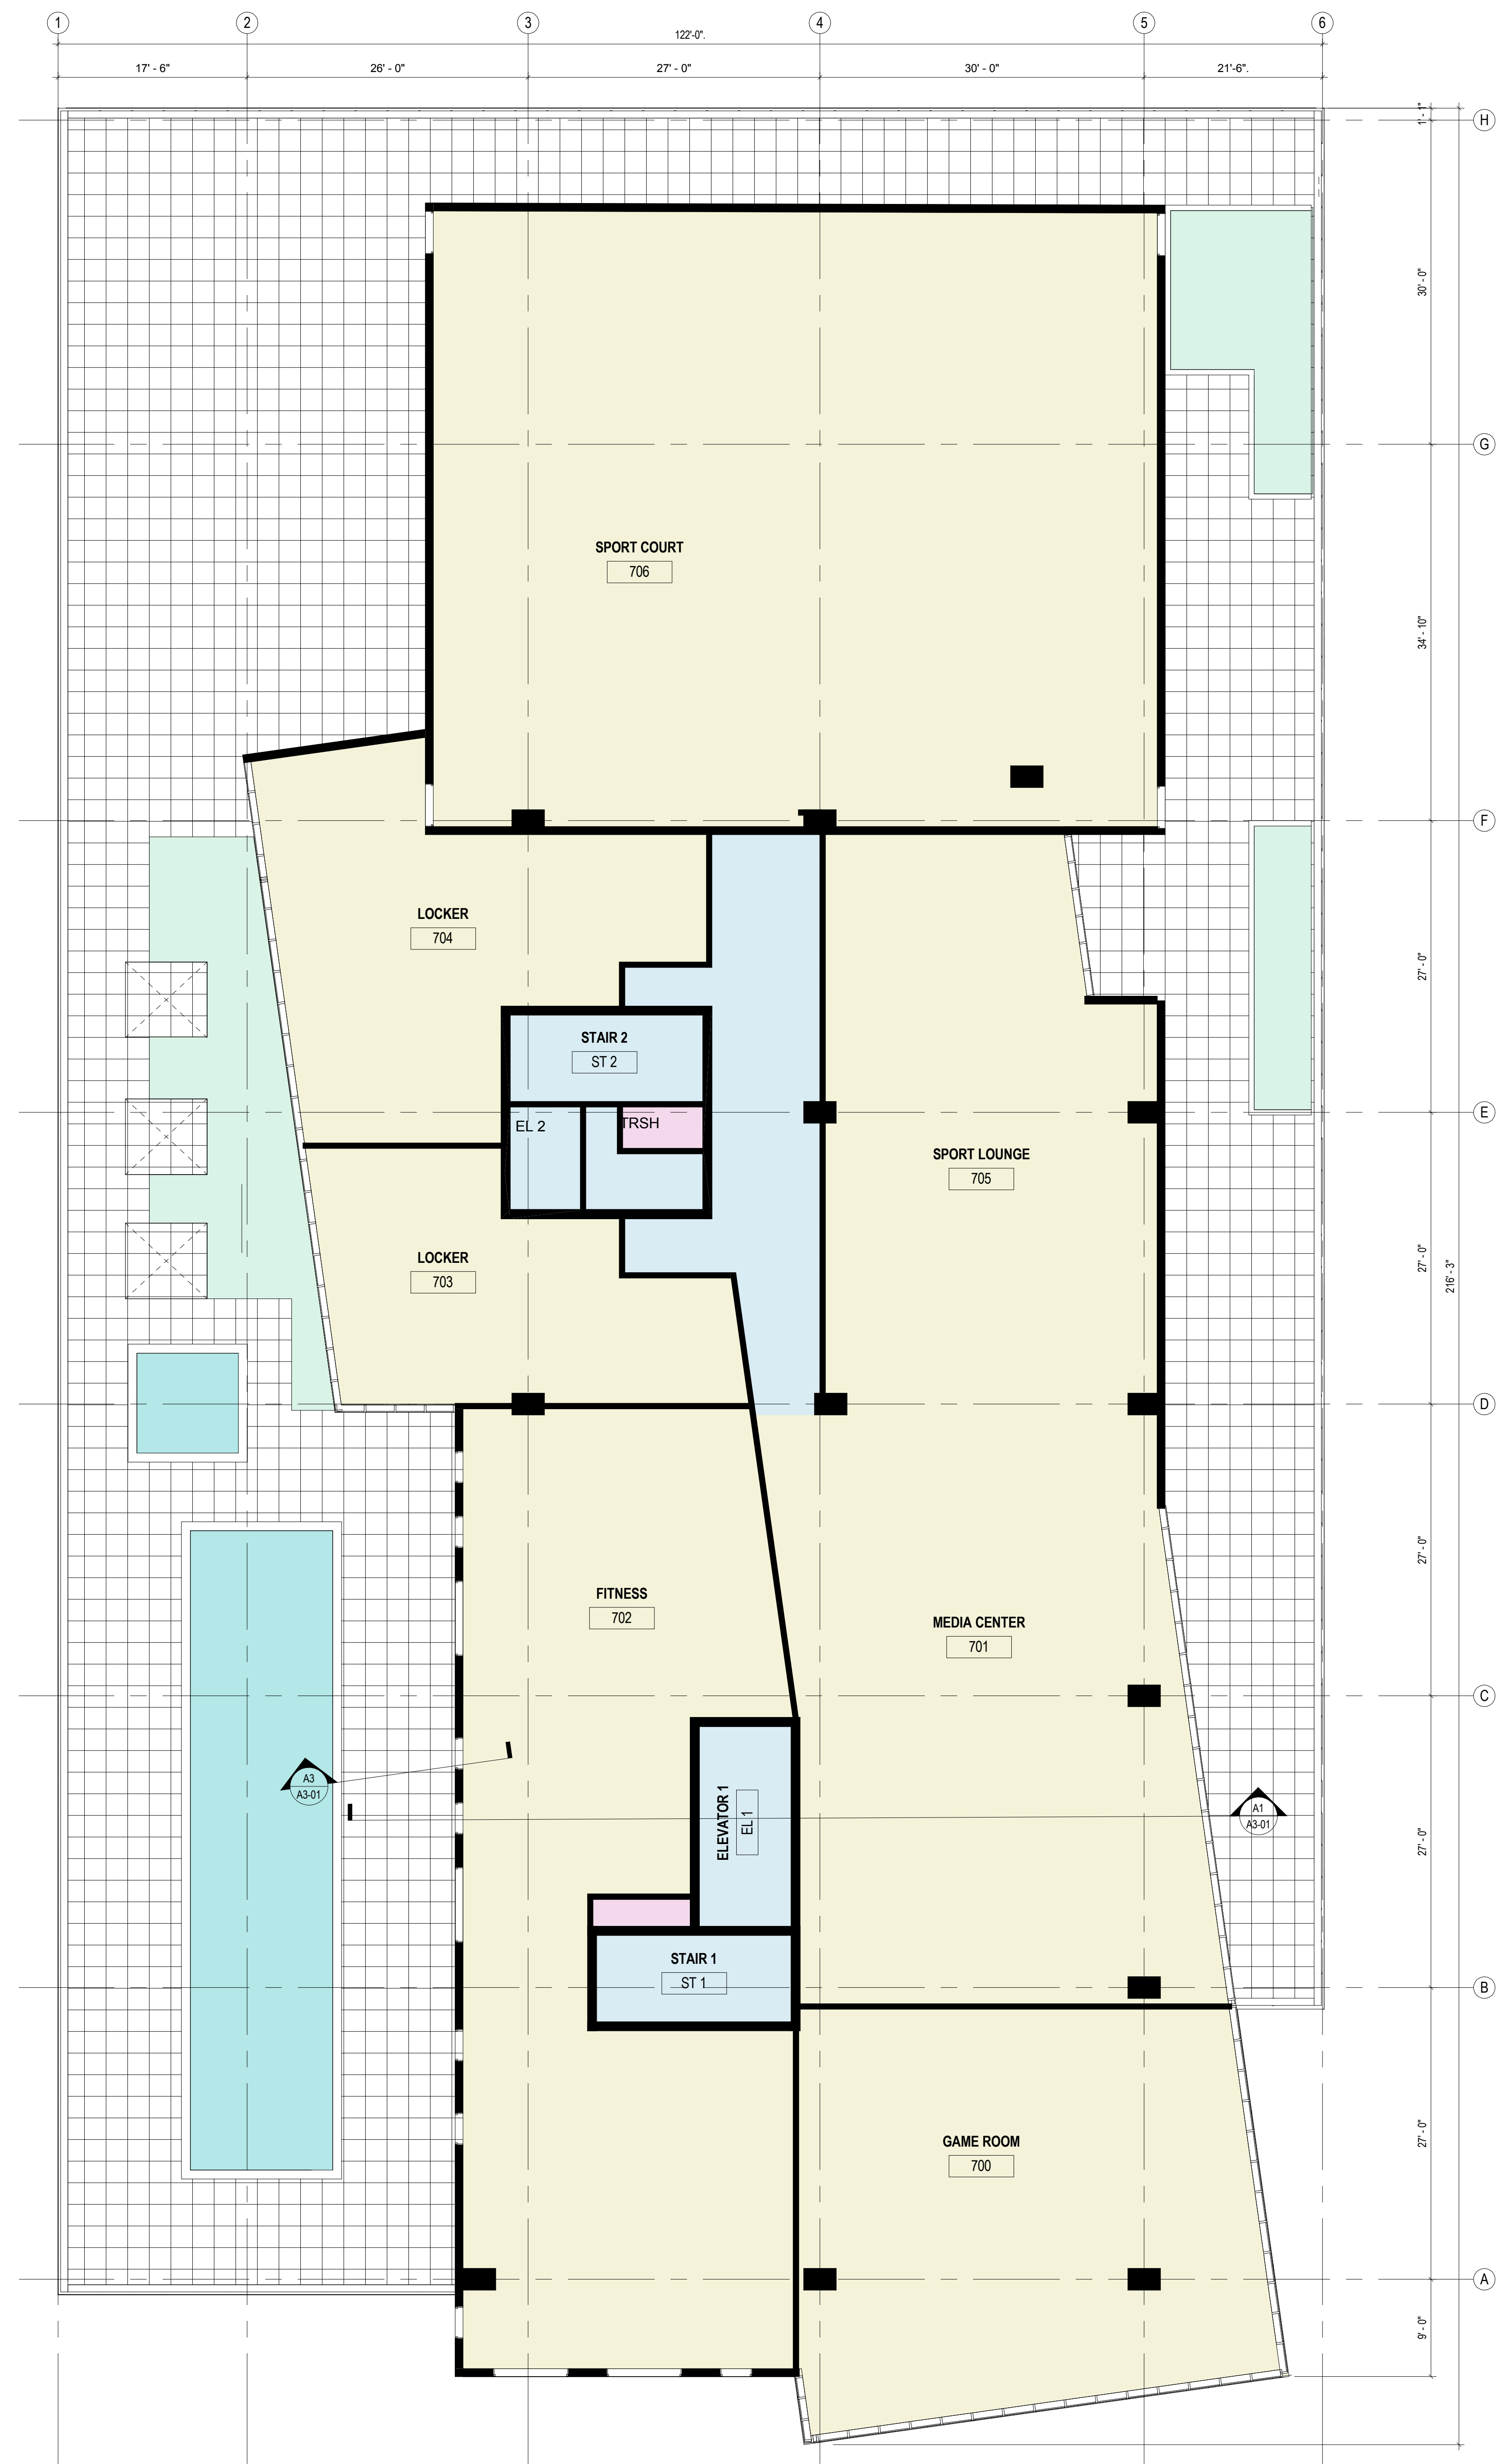 1 2 3 4 5 6
122'-0".
17' - 6" 26' - 0" 27' - 0" 30' - 0" 21'-6".
1' - 1"
H
30' - 0"
G
SPORT COURT
706
34' - 10"
F
LOCKER
704
27' - 0"
STAIR 2
ST 2
E
EL 2 TRSH
SPORT LOUNGE
705
LOCKER
703
27' - 0"
216' - 3"
D
27' - 0"
FITNESS
702
MEDIA CENTER
701
C
A3
A3-01
ELEVATOR 1
EL 1
A1
A3-01
27' - 0"
STAIR 1
ST 1
B
27' - 0"
GAME ROOM
700
A
9' - 0"